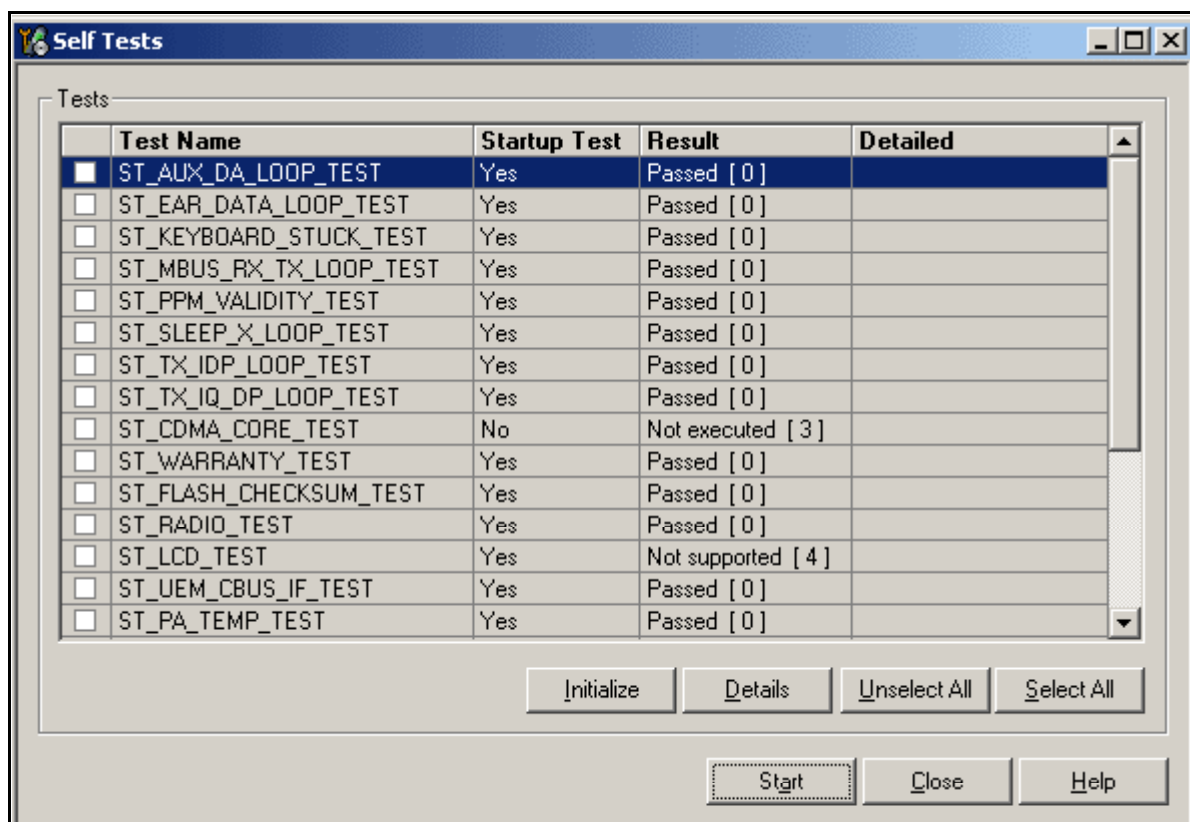 Self Tests
Tests
Test Name Startup Test Result Detailed
ST_AUX_DA_LOOP_TEST Yes Passed [ 0 ]
ST_EAR_DATA_LOOP_TEST Yes Passed [ 0 ]
ST_KEYBOARD_STUCK_TEST Yes Passed [ 0 ]
ST_MBUS_RX_TX_LOOP_TEST Yes Passed [ 0 ]
ST_PPM_VALIDITY_TEST Yes Passed [ 0 ]
ST_SLEEP_X_LOOP_TEST Yes Passed [ 0 ]
ST_TX_IDP_LOOP_TEST Yes Passed [ 0 ]
ST_TX_IQ_DP_LOOP_TEST Yes Passed [ 0 ]
ST_CDMA_CORE_TEST No Not executed [ 3 ]
ST_WARRANTY_TEST Yes Passed [ 0 ]
ST_FLASH_CHECKSUM_TEST Yes Passed [ 0 ]
ST_RADIO_TEST Yes Passed [ 0 ]
ST_LCD_TEST Yes Not supported [ 4 ]
ST_UEM_CBUS_IF_TEST Yes Passed [ 0 ]
ST_PA_TEMP_TEST Yes Passed [ 0 ]
Initialize Details Unselect All Select All
Start Close Help